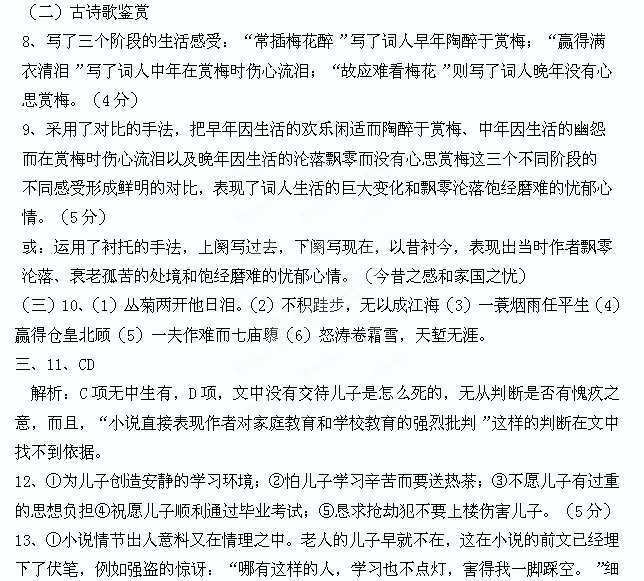 （二）古诗歌鉴赏
8、写了三个阶段的生活感受：“常插梅花醉 ”写了词人早年陶醉于赏梅；“赢得满
衣清泪 ”写了词人中年在赏梅时伤心流泪；“故应难看梅花 ”则写了词人晚年没有心
思赏梅。（4 分）
9、采用了对比的手法，把早年因生活的欢乐闲适而陶醉于赏梅、中年因生活的幽怨
而在赏梅时伤心流泪以及晚年因生活的沦落飘零而没有心思赏梅这三个不同阶段的
不同感受形成鲜明的对比，表现了词人生活的巨大变化和飘零沦落饱经磨难的忧郁心
情。（5 分）
或：运用了衬托的手法，上阕写过去，下阕写现在，以昔衬今，表现出当时作者飘零
沦落、衰老孤苦的处境和饱经磨难的忧郁心情。（今昔之感和家国之忧）
（三）10、（1）丛菊两开他日泪。（2）不积跬步，无以成江海（3）一蓑烟雨任平生（4）
赢得仓皇北顾（5）一夫作难而七庙隳（6）怒涛卷霜雪，天堑无涯。
三、11、CD
解析：C 项无中生有，D 项，文中没有交待儿子是怎么死的，无从判断是否有愧疚之
意，而且，“小说直接表现作者对家庭教育和学校教育的强烈批判 ”这样的判断在文中
找不到依据。
12、①为儿子创造安静的学习环境；②怕儿子学习辛苦而要送热茶；③不愿儿子有过重
的思想负担④祝愿儿子顺利通过毕业考试；⑤恳求抢劫犯不要上楼伤害儿子。（5 分）
13、①小说情节出人意料又在情理之中。老人的儿子早就不在，这在小说的前文已经埋
下了伏笔，例如强盗的惊讶：“哪有这样的人，学习也不点灯，害得我一脚踩空。 ”细